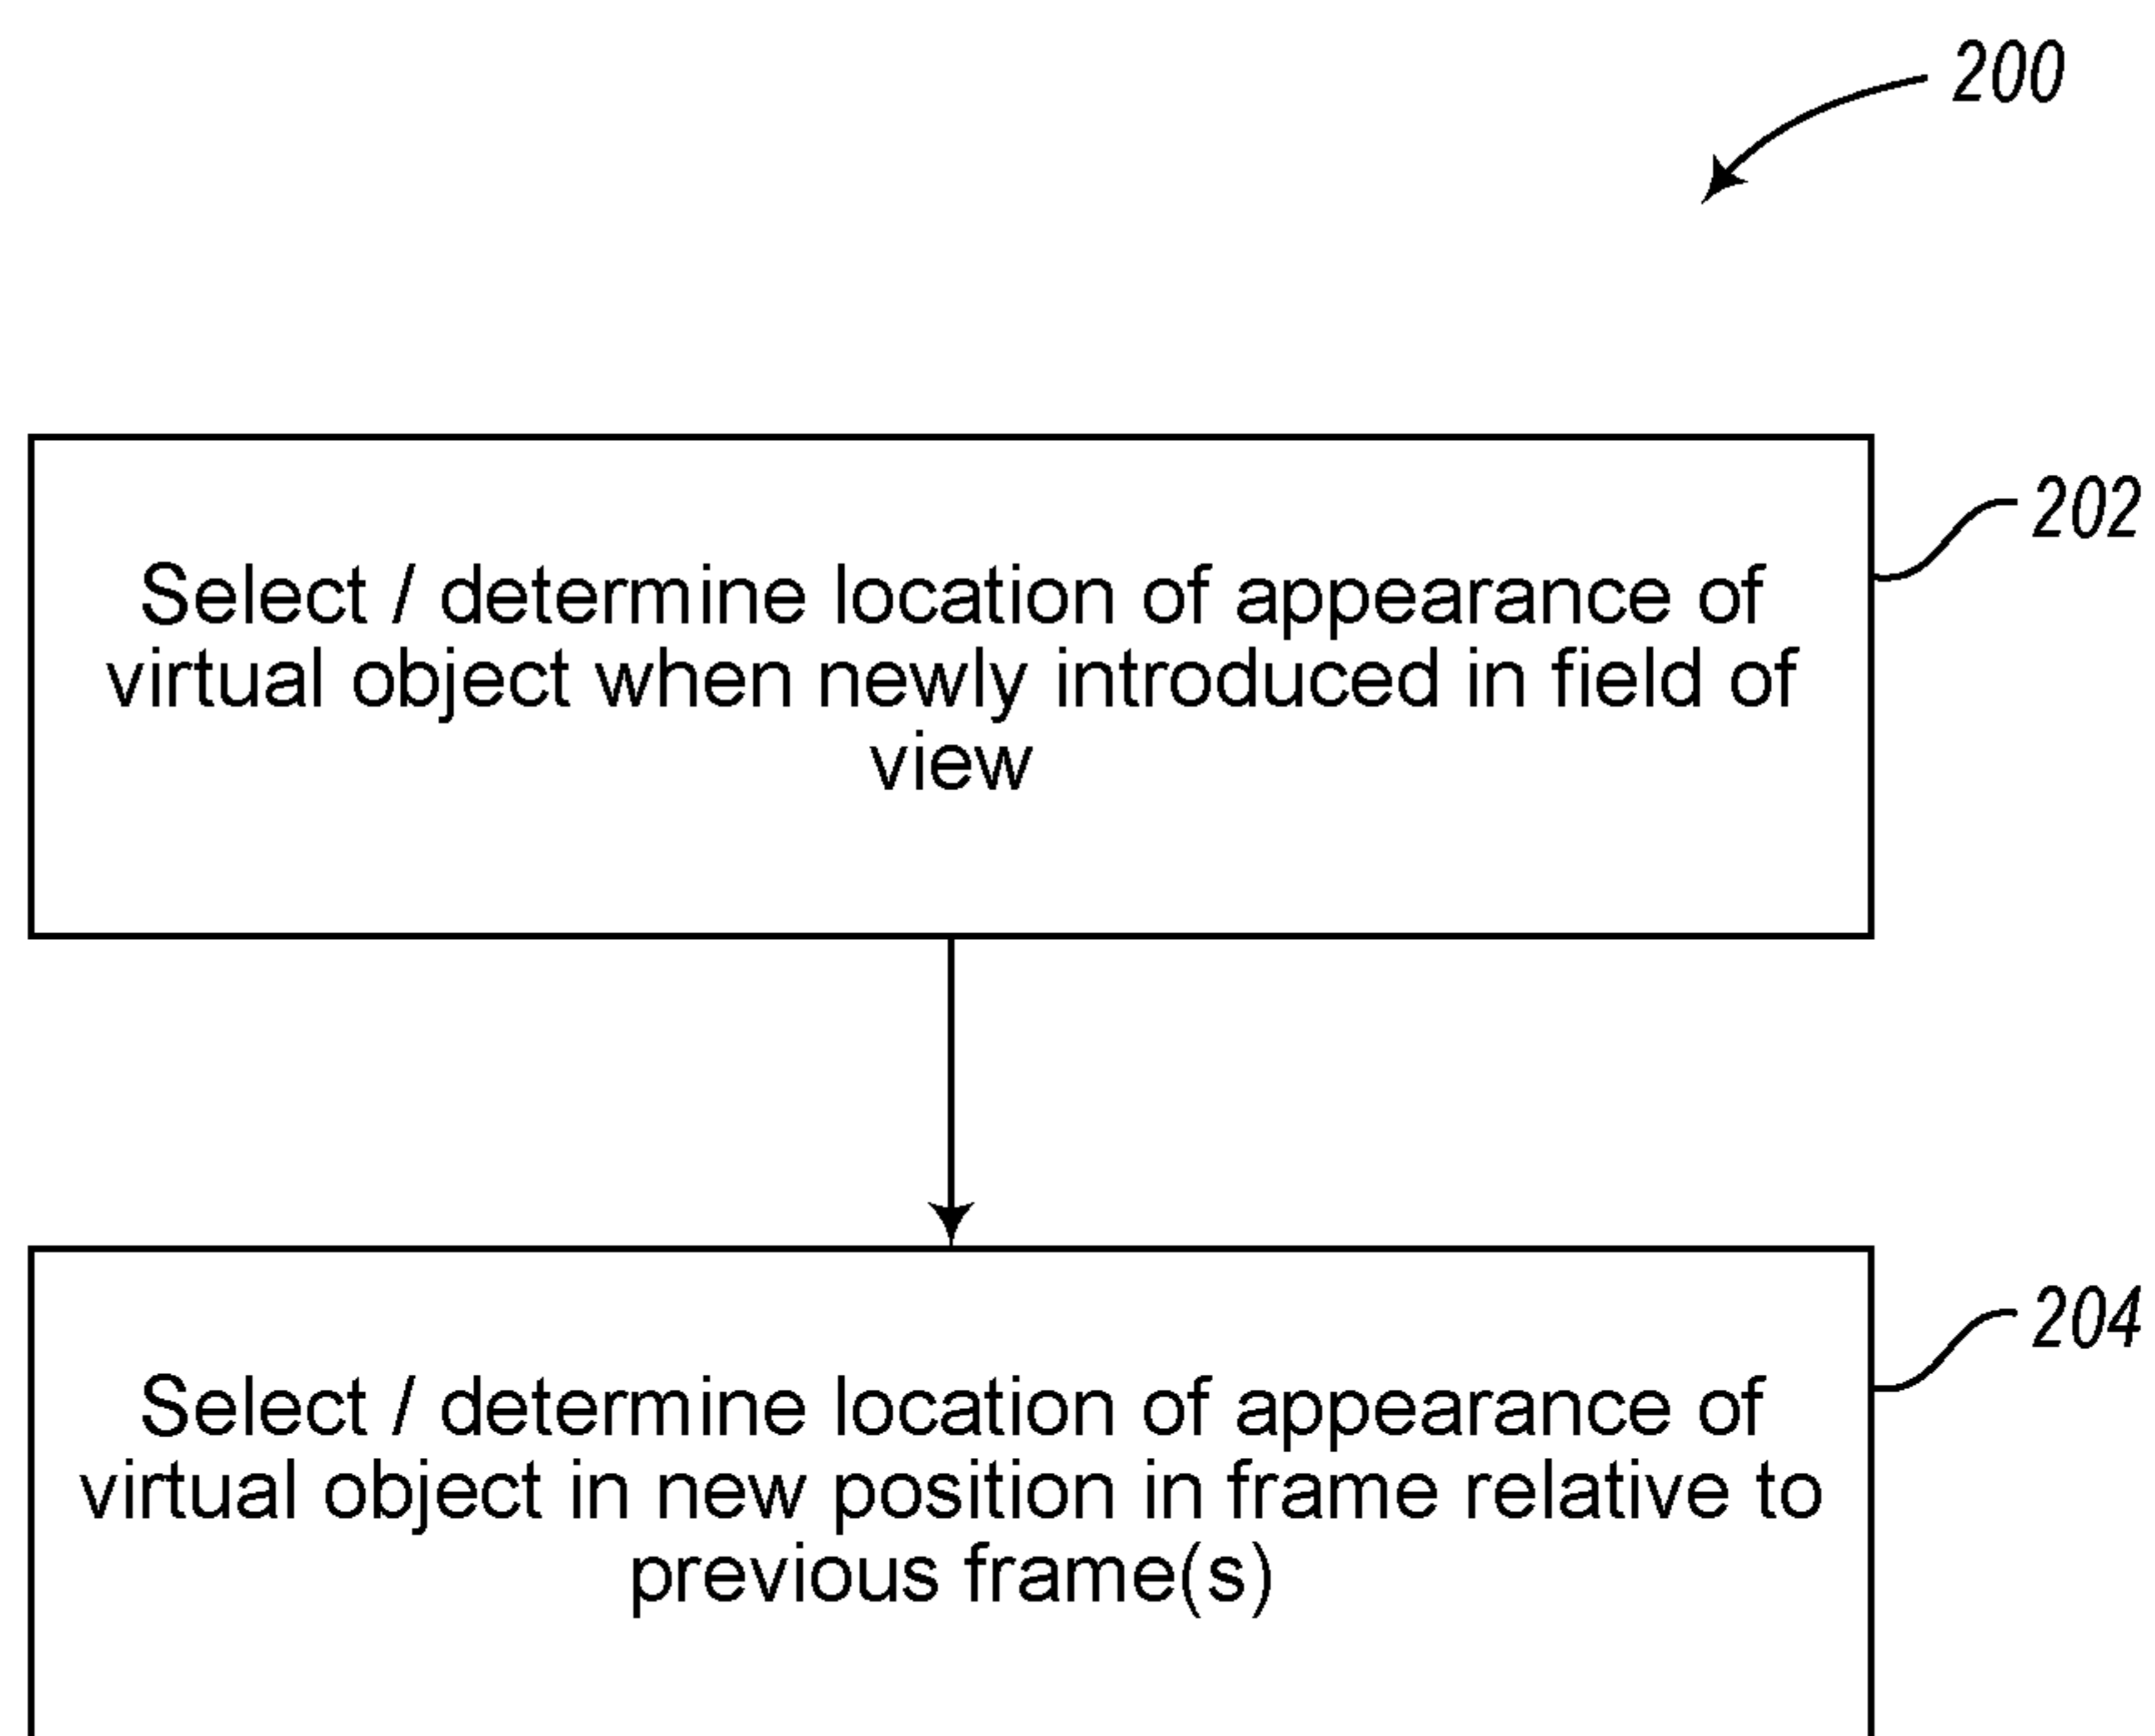 200
202
Select / determine location of appearance of
virtual object when newly introduced in field of
view
204
Select / determine location of appearance of
virtual object in new position in frame relative to
previous frame(s)